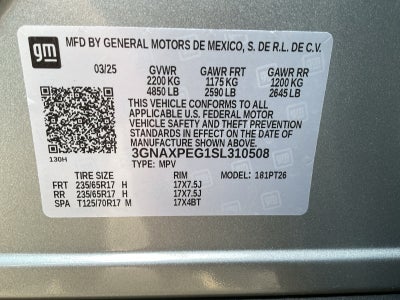 gm
MFD BY GENERAL MOTORS DE MEXICO, S. DE R.L. DE C.V.
03/25 GVWR GAWR FRT GAWR RR
2200 KG 1175 KG 1200 KG
4850 LB 2590 LB 2645 LB
THIS VEHICLE CONFORMS TO ALL
APPLICABLE U.S. FEDERAL MOTOR
VEHICLE SAFETY AND THEFT PREVENTION
STANDARDS IN EFFECT ON THE DATE OF
MANUFACTURE SHOWN ABOVE.
3GNAXPEG1SL310508
130H
TYPE: MPV
TIRE SIZE RIM MODEL: 181PT26
FRT 235/65R17 H 17X7.5J
RR 235/65R17 H 17X7.5J
SPA T125/70R17 M 17X4BT